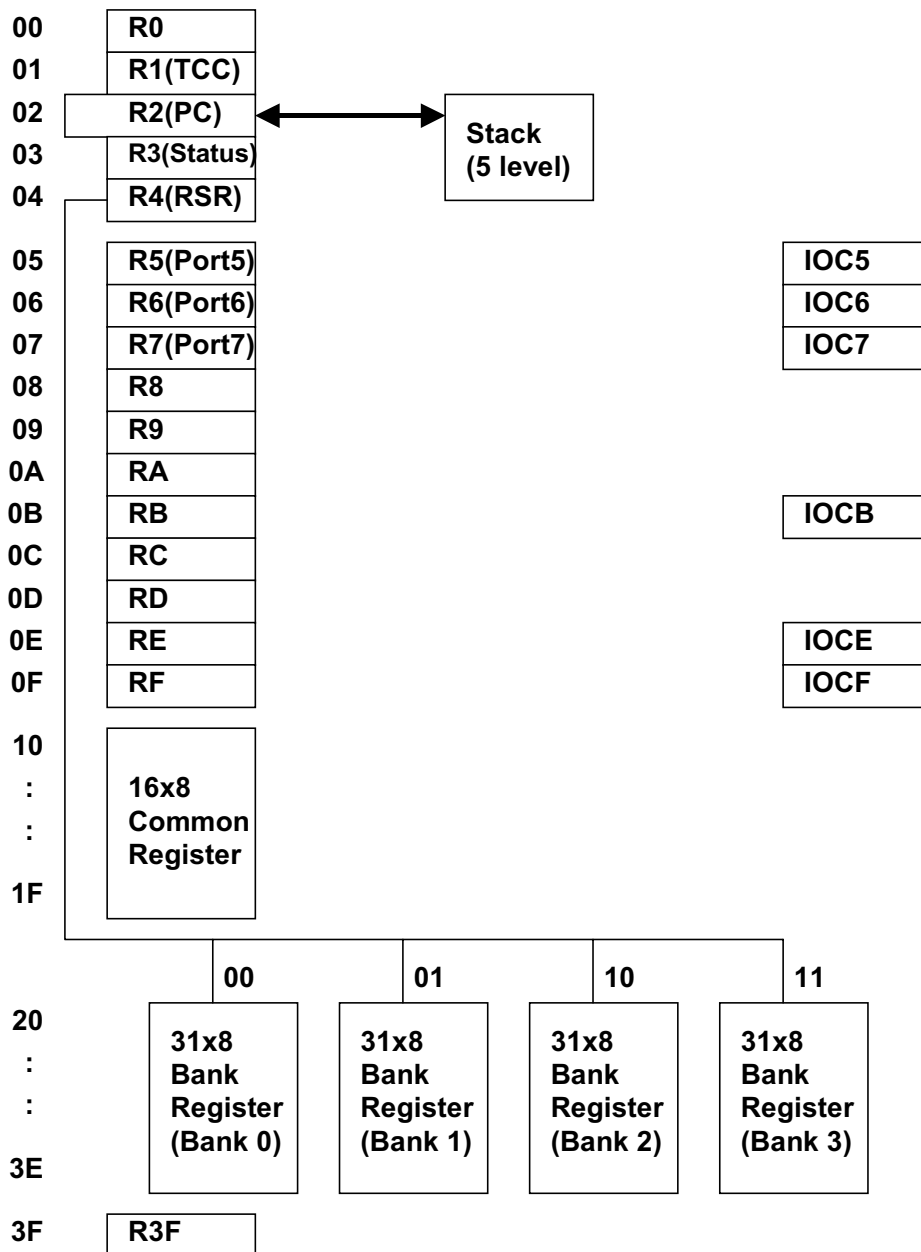 00 R0
01 R1(TCC)
02 R2(PC)
Stack
(5 level)
03 R3(Status)
04 R4(RSR)
05 R5(Port5) IOC5
06 R6(Port6) IOC6
07 R7(Port7) IOC7
08 R8
09 R9
0A RA
0B RB IOCB
0C RC
0D RD
0E RE IOCE
0F RF IOCF
10
:
:
1F
16x8
Common
Register
00 01 10 11
20
:
:
3E
31x8
Bank
Register
(Bank 0)
31x8
Bank
Register
(Bank 1)
31x8
Bank
Register
(Bank 2)
31x8
Bank
Register
(Bank 3)
3F R3F